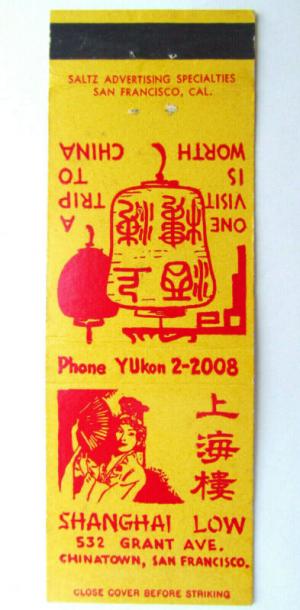 SALTZ ADVERTISING SPECIALTIES
SAN FRANCISCO, CAL.
ONE
VISIT
IS
WORTH
A
TRIP
TO
CHINA
Phone YUkon 2-2008
上海樓
SHANGHAI LOW
532 GRANT AVE.
CHINATOWN, SAN FRANCISCO.
CLOSE COVER BEFORE STRIKING